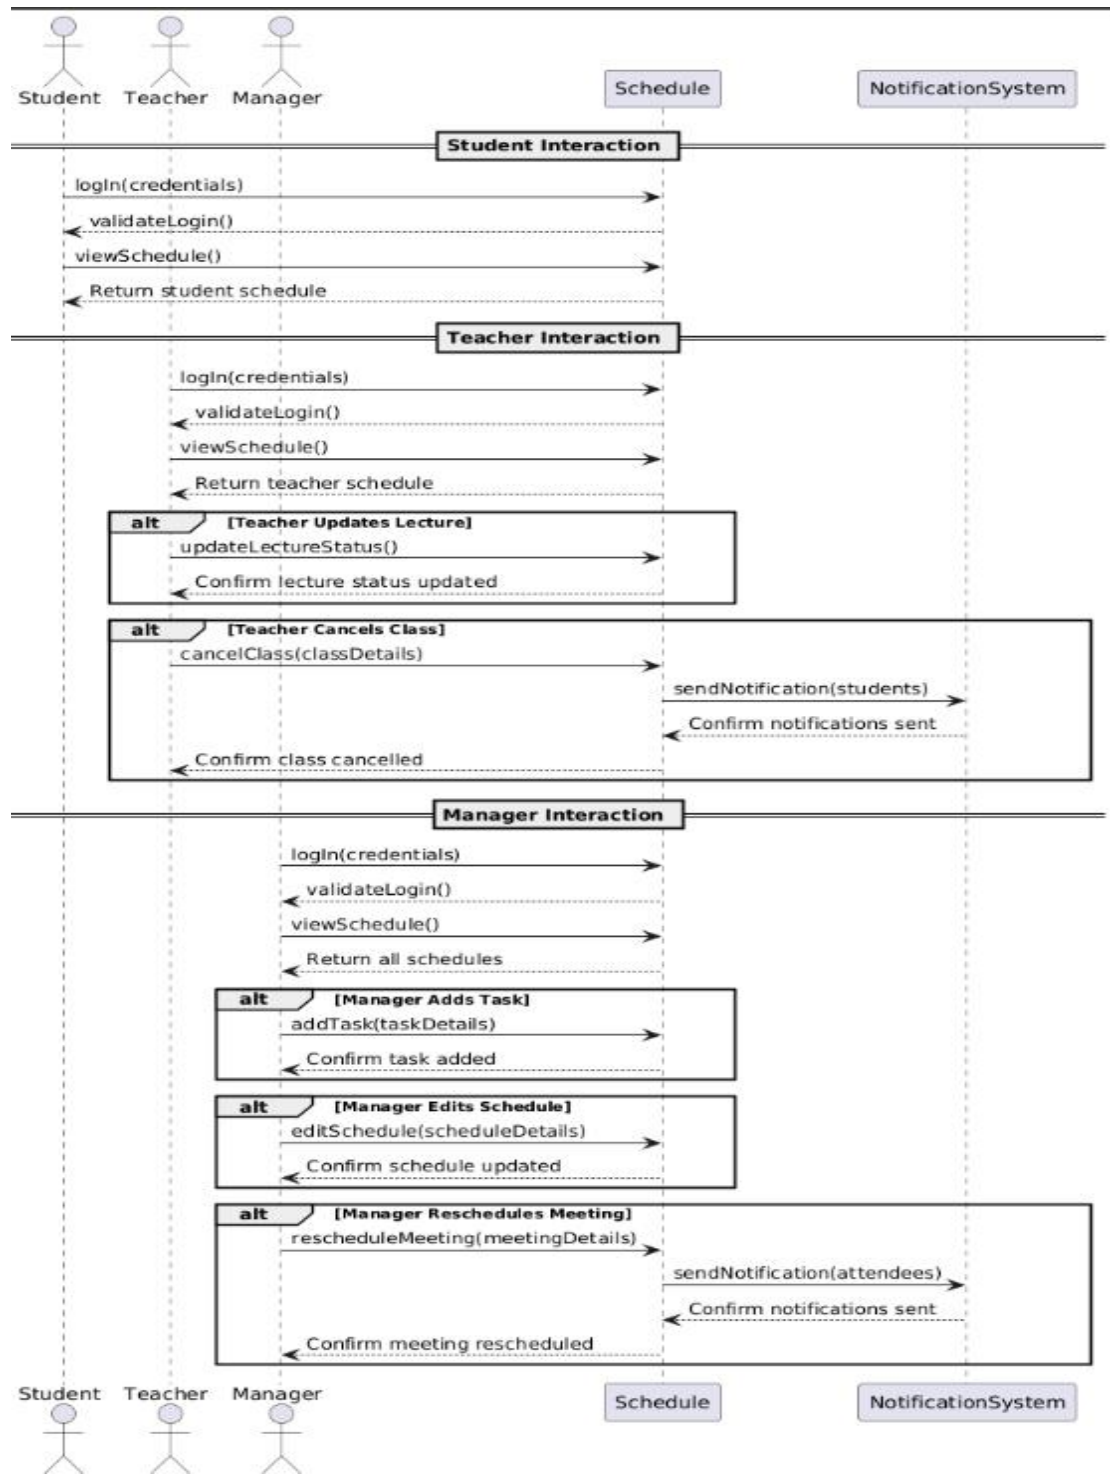 Student Teacher Manager Schedule NotificationSystem
Student Interaction
logIn(credentials)
validateLogin()
viewSchedule()
Return student schedule
Teacher Interaction
logIn(credentials)
validateLogin()
viewSchedule()
Return teacher schedule
alt [Teacher Updates Lecture]
updateLectureStatus()
Confirm lecture status updated
alt [Teacher Cancels Class]
cancelClass(classDetails)
sendNotification(students)
Confirm notifications sent
Confirm class cancelled
Manager Interaction
logIn(credentials)
validateLogin()
viewSchedule()
Return all schedules
alt [Manager Adds Task]
addTask(taskDetails)
Confirm task added
alt [Manager Edits Schedule]
editSchedule(scheduleDetails)
Confirm schedule updated
alt [Manager Reschedules Meeting]
rescheduleMeeting(meetingDetails)
sendNotification(attendees)
Confirm notifications sent
Confirm meeting rescheduled
Student Teacher Manager Schedule NotificationSystem